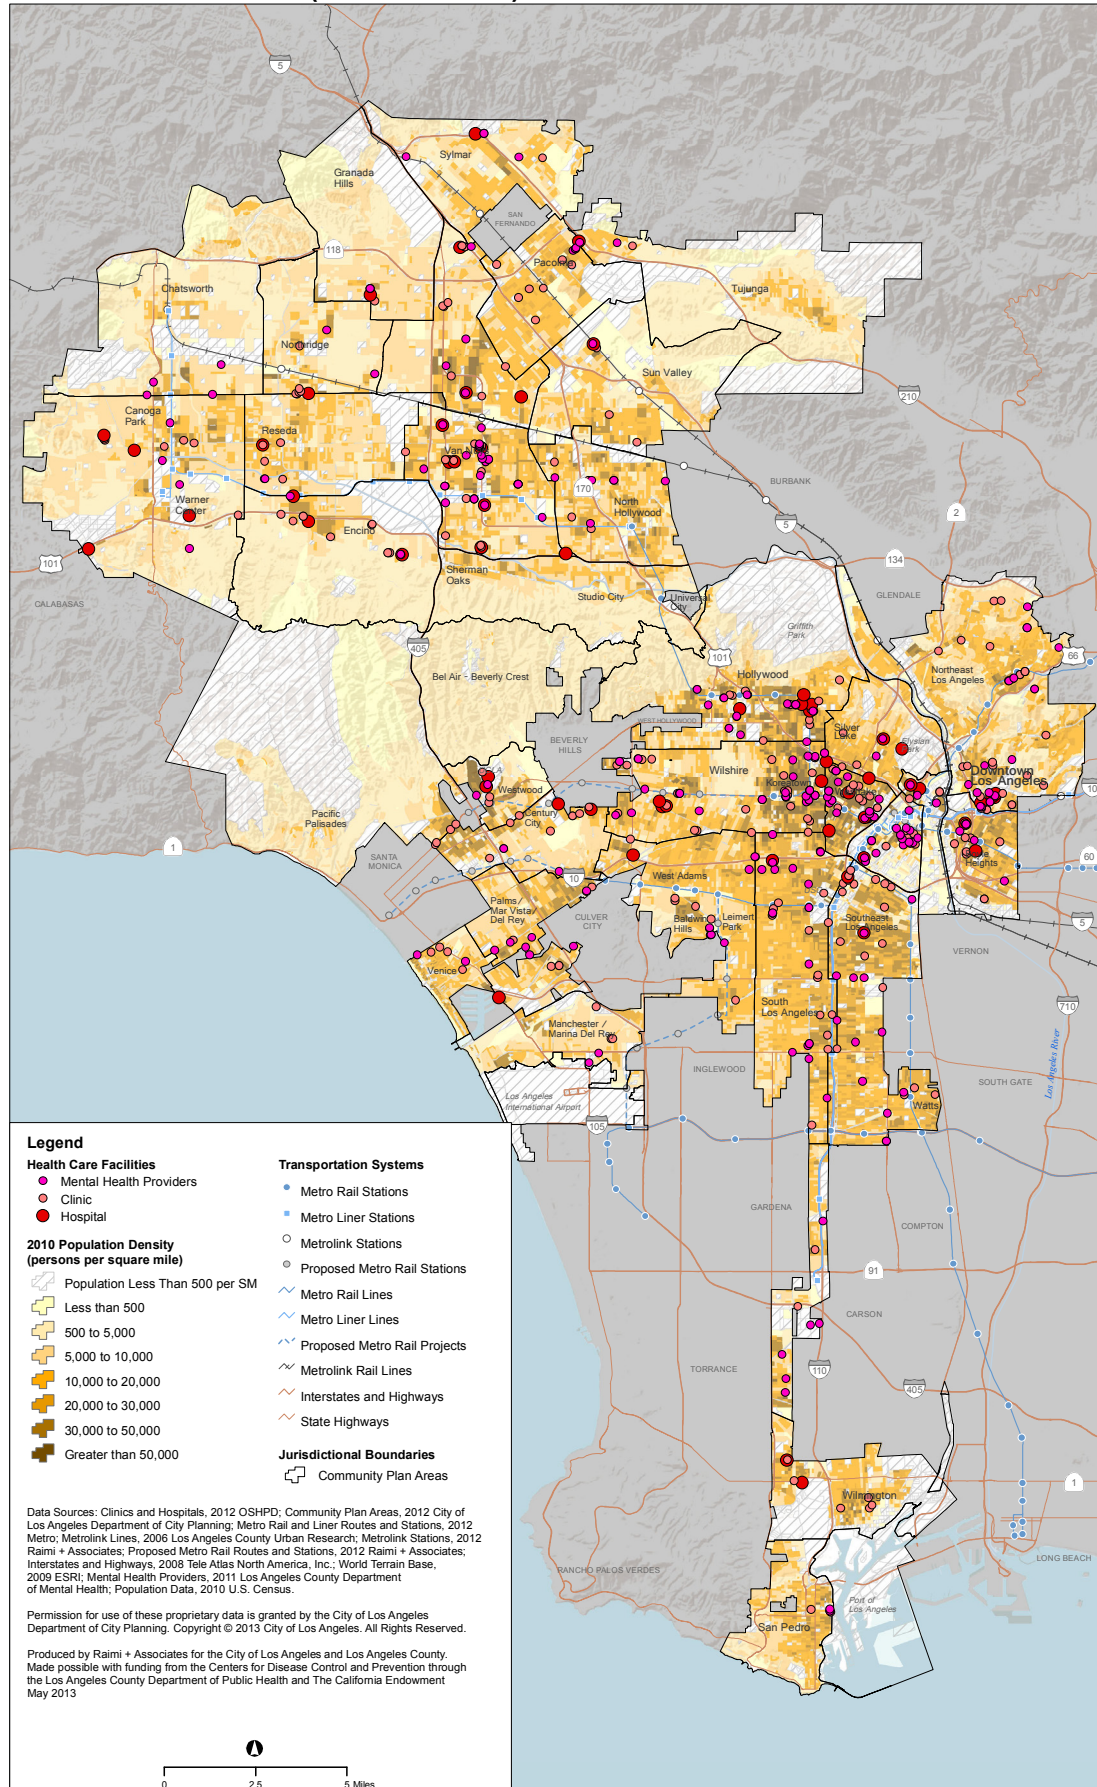 5
Sylmar
Granada
Hills
SAN
FERNANDO
118
Pacoima
Chatsworth
Tujunga
Northridge
Sun Valley
210
Canoga
Park
Reseda
Van Nuys
BURBANK
170
North
Hollywood
Warner
Center
2
5
Encino
134
101
Sherman
Oaks
Studio City
Universal
City
GLENDALE
CALABASAS
Griffith
Park
405
101
66
Bel Air - Beverly Crest
Hollywood
Northeast
Los Angeles
WEST HOLLYWOOD
Silver
Lake
Elysian
Park
BEVERLY
HILLS
Wilshire
Downtown
Los Angeles
Koreatown
Westlake
10
Westwood
Century
City
Pacific
Palisades
1
SANTA
MONICA
Boyle
Heights
60
10
West Adams
Palms /
Mar Vista /
Del Rey
CULVER
CITY
Baldwin
Hills
Leimert
Park
Southeast
Los Angeles
5
VERNON
Venice
South
Los Angeles
710
Manchester /
Marina Del Rey
Los Angeles River
INGLEWOOD
SOUTH GATE
Los Angeles
International Airport
Watts
105
GARDENA
COMPTON
91
CARSON
TORRANCE
110
405
1
Wilmington
LONG BEACH
RANCHO PALOS VERDES
Port of
Los Angeles
San Pedro
Legend
Health Care Facilities
Mental Health Providers
Clinic
Hospital
2010 Population Density
(persons per square mile)
Population Less Than 500 per SM
Less than 500
500 to 5,000
5,000 to 10,000
10,000 to 20,000
20,000 to 30,000
30,000 to 50,000
Greater than 50,000
Transportation Systems
Metro Rail Stations
Metro Liner Stations
Metrolink Stations
Proposed Metro Rail Stations
Metro Rail Lines
Metro Liner Lines
Proposed Metro Rail Projects
Metrolink Rail Lines
Interstates and Highways
State Highways
Jurisdictional Boundaries
Community Plan Areas
Data Sources: Clinics and Hospitals, 2012 OSHPD; Community Plan Areas, 2012 City of
Los Angeles Department of City Planning; Metro Rail and Liner Routes and Stations, 2012
Metro; Metrolink Lines, 2006 Los Angeles County Urban Research; Metrolink Stations, 2012
Raimi + Associates; Proposed Metro Rail Routes and Stations, 2012 Raimi + Associates;
Interstates and Highways, 2008 Tele Atlas North America, Inc.; World Terrain Base,
2009 ESRI; Mental Health Providers, 2011 Los Angeles County Department
of Mental Health; Population Data, 2010 U.S. Census.
Permission for use of these proprietary data is granted by the City of Los Angeles
Department of City Planning. Copyright © 2013 City of Los Angeles. All Rights Reserved.
Produced by Raimi + Associates for the City of Los Angeles and Los Angeles County.
Made possible with funding from the Centers for Disease Control and Prevention through
the Los Angeles County Department of Public Health and The California Endowment
May 2013
0 2.5 5 Miles